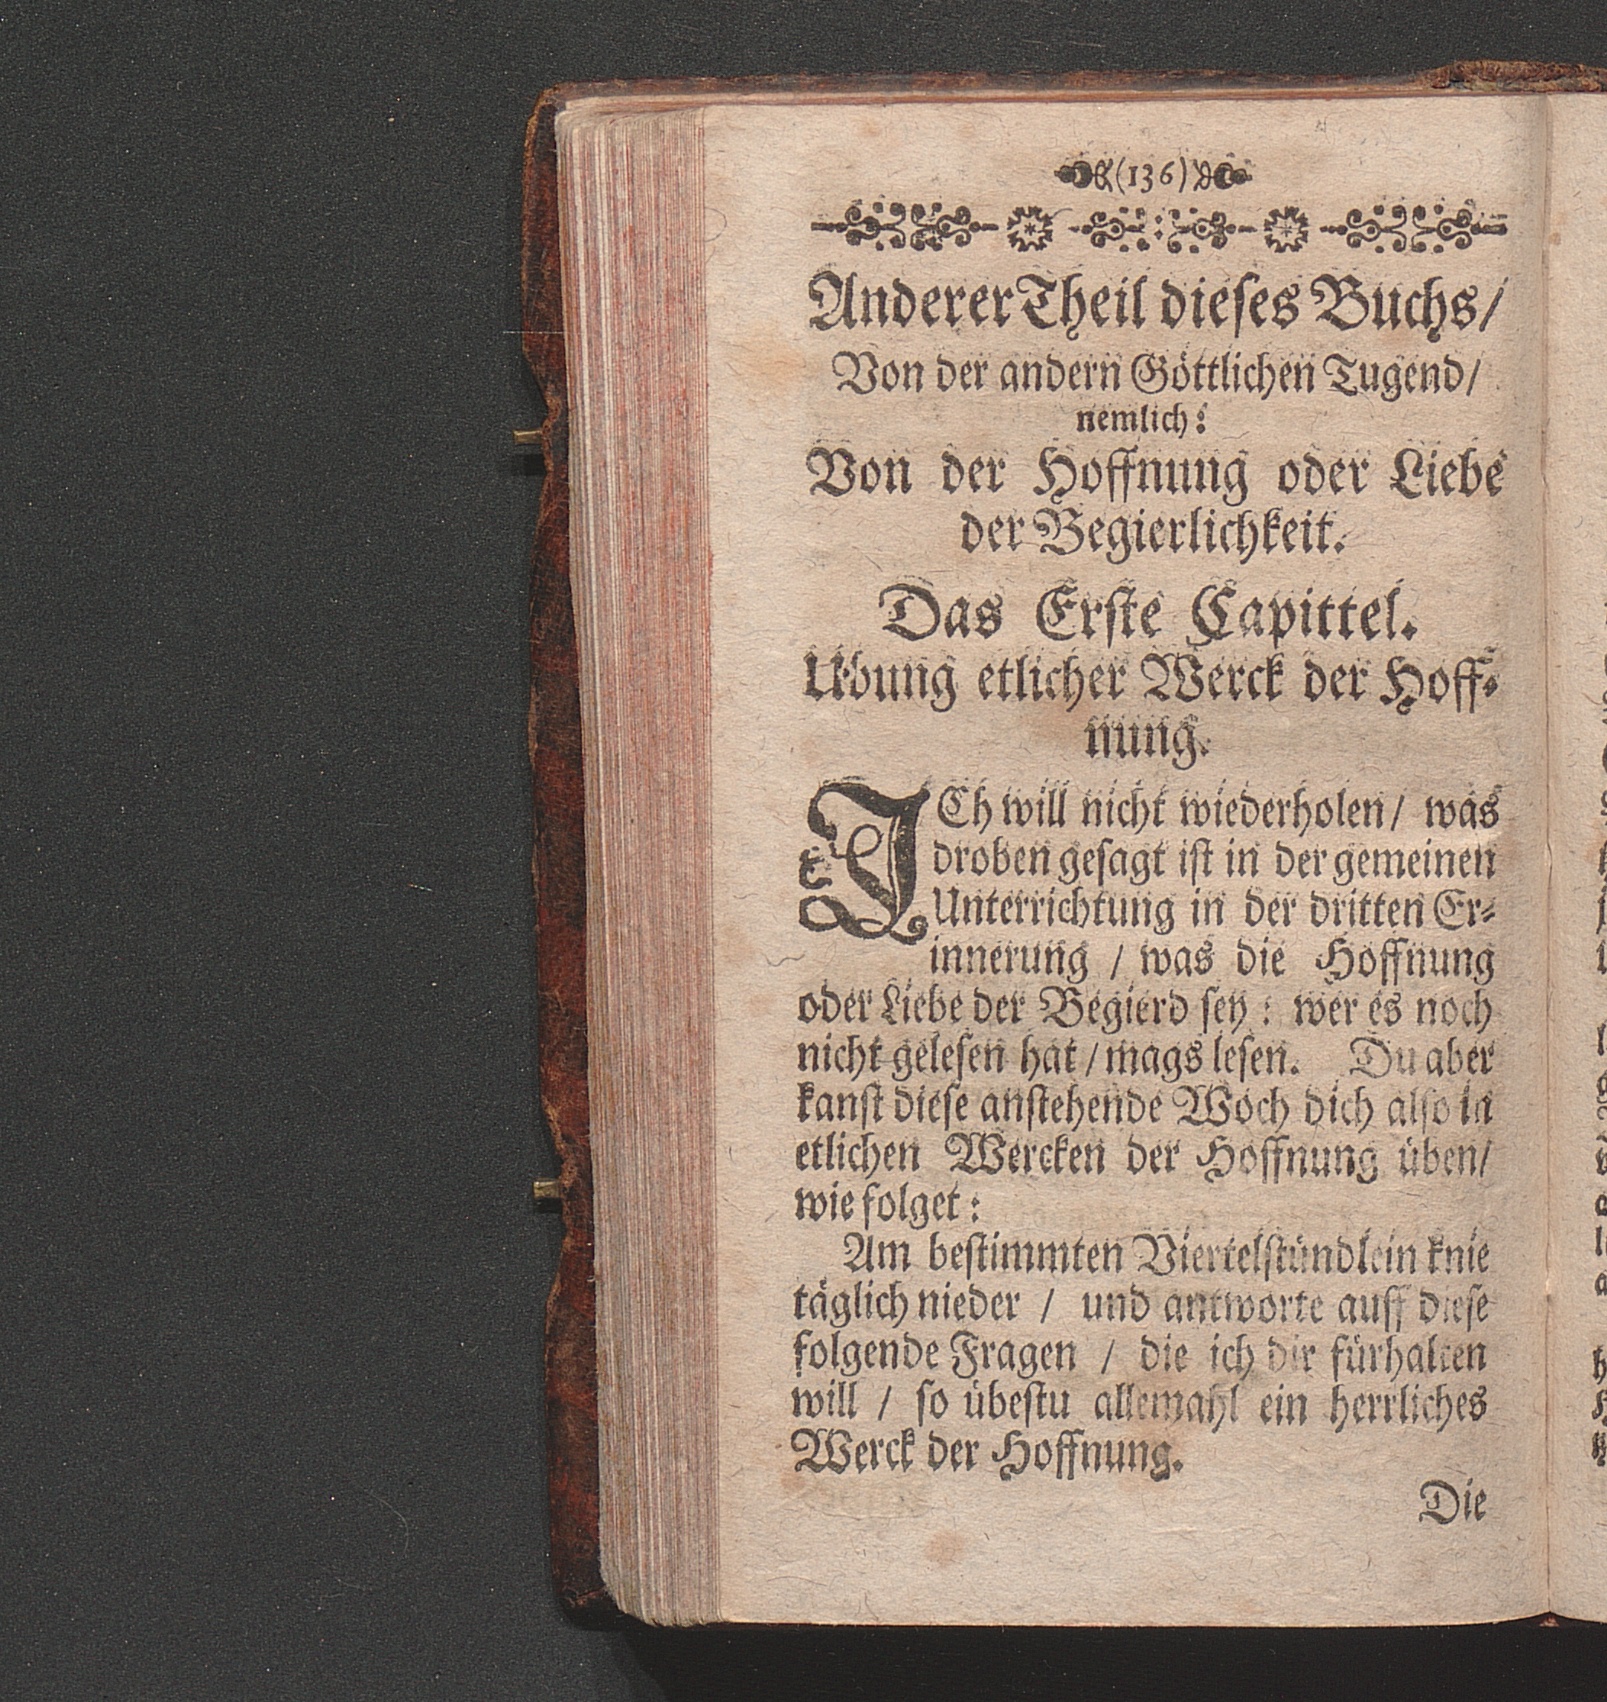 (136)
Anderer Theil dieses Buchs/
Von der andern Göttlichen Tugend/
nemlich:
Von der Hoffnung oder Liebe
der Begierlichkeit.
Das Erste Capittel.
Ubung etlicher Werck der Hoff-
nung.
ICh will nicht wiederholen/ was
droben gesagt ist in der gemeinen
Unterrichtung in der dritten Er-
innerung / was die Hoffnung
oder Liebe der Begierd sey : wer es noch
nicht gelesen hat / mags lesen. Du aber
kanst diese anstehende Woch dich also in
etlichen Wercken der Hoffnung üben/
wie folget :
Am bestimmten Viertelstündlein knie
täglich nieder / und antworte auff diese
folgende Fragen / die ich dir fürhalten
will / so übestu allemahl ein herrliches
Werck der Hoffnung.
Die